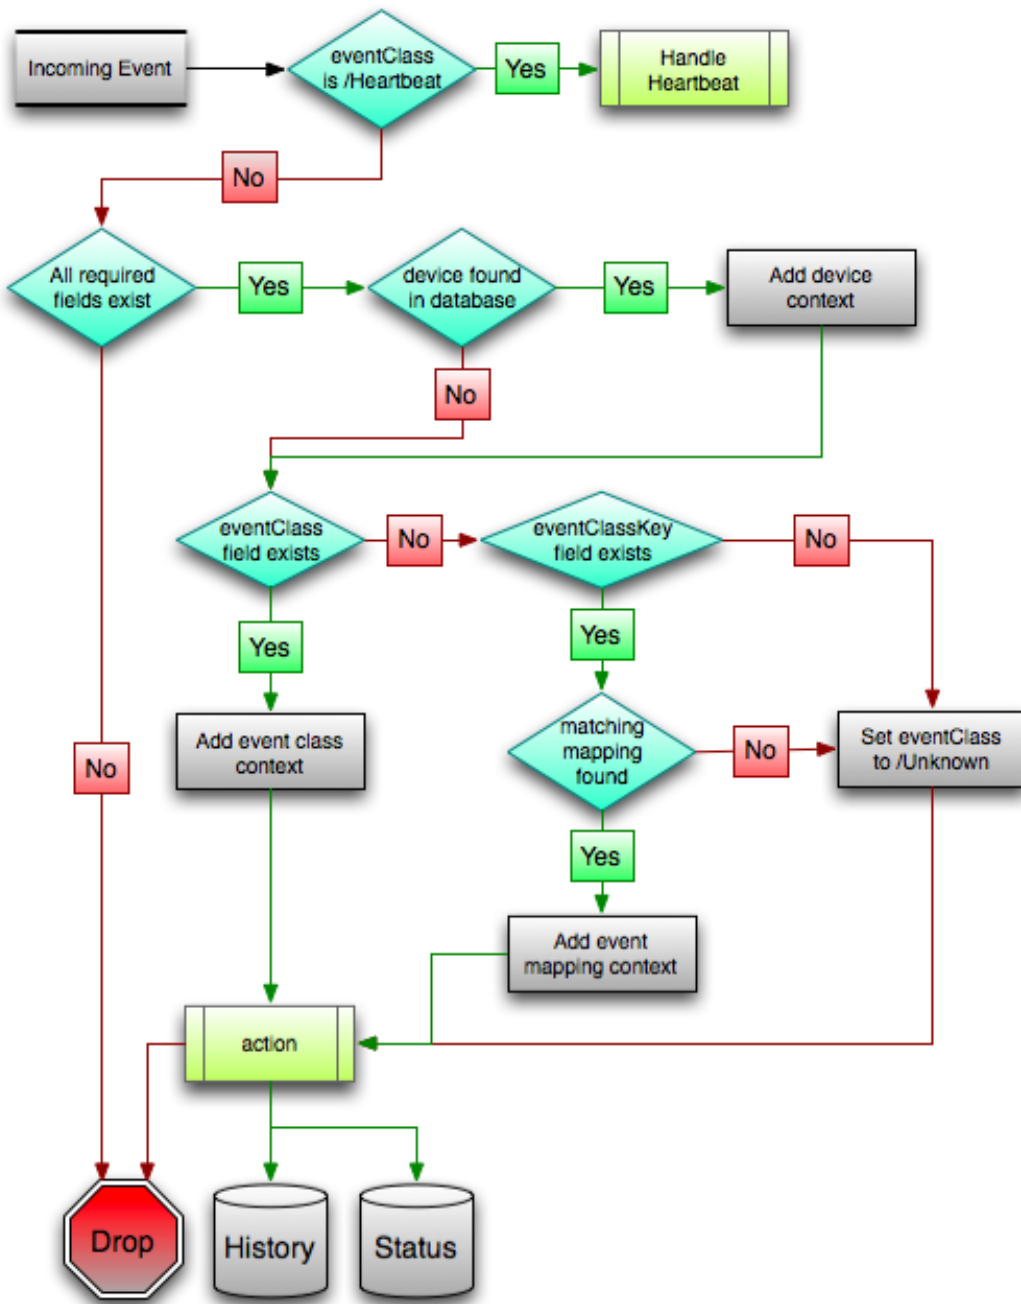 Incoming Event
eventClass
is /Heartbeat
Yes
Handle
Heartbeat
No
All required
fields exist
Yes
device found
in database
Yes
Add device
context
No
eventClass
field exists
No
eventClassKey
field exists
No
Yes
Yes
Add event class
context
matching
mapping
found
No
Set eventClass
to /Unknown
No
Yes
Add event
mapping context
action
Drop
History
Status